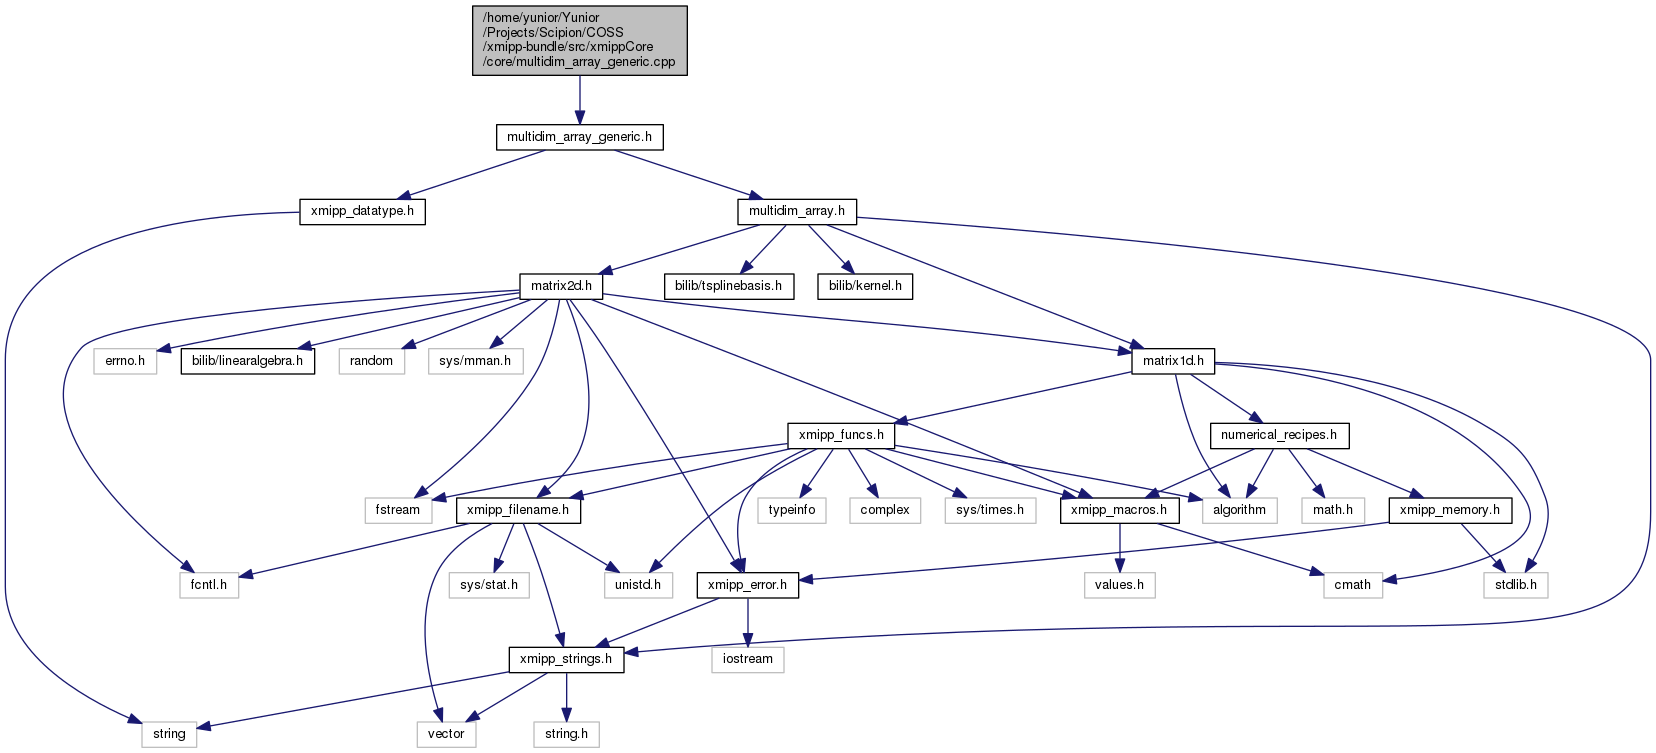 /home/yunior/Yunior
/Projects/Scipion/COSS
/xmipp-bundle/src/xmippCore
/core/multidim_array_generic.cpp
multidim_array_generic.h
xmipp_datatype.h
multidim_array.h
matrix2d.h
bilib/tsplinebasis.h
bilib/kernel.h
errno.h
bilib/linearalgebra.h
random
sys/mman.h
matrix1d.h
xmipp_funcs.h
numerical_recipes.h
fstream
xmipp_filename.h
typeinfo
complex
sys/times.h
xmipp_macros.h
algorithm
math.h
xmipp_memory.h
fcntl.h
sys/stat.h
unistd.h
xmipp_error.h
values.h
cmath
stdlib.h
xmipp_strings.h
iostream
string
vector
string.h